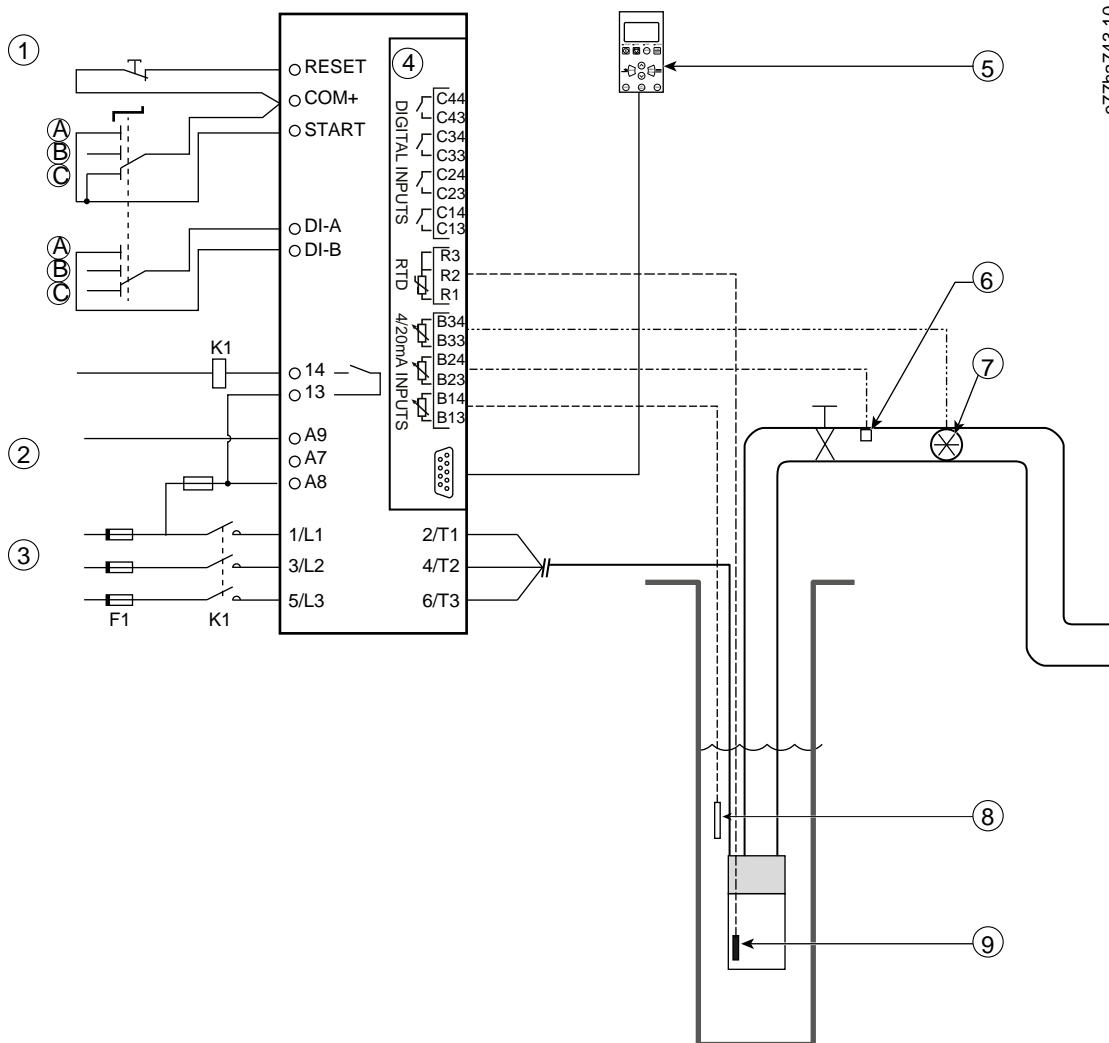 1
RESET
COM+
START
A
B
C
DI-A
DI-B
A
B
C
K1
14
13
2
A9
A7
A8
3
1/L1
3/L2
5/L3
F1
K1
2/T1
4/T2
6/T3
4
DIGITAL INPUTS
C44
C43
C34
C33
C24
C23
C14
C13
RTD
R3
R2
R1
4/20mA INPUTS
B34
B33
B24
B23
B14
B13
5
6
7
8
9